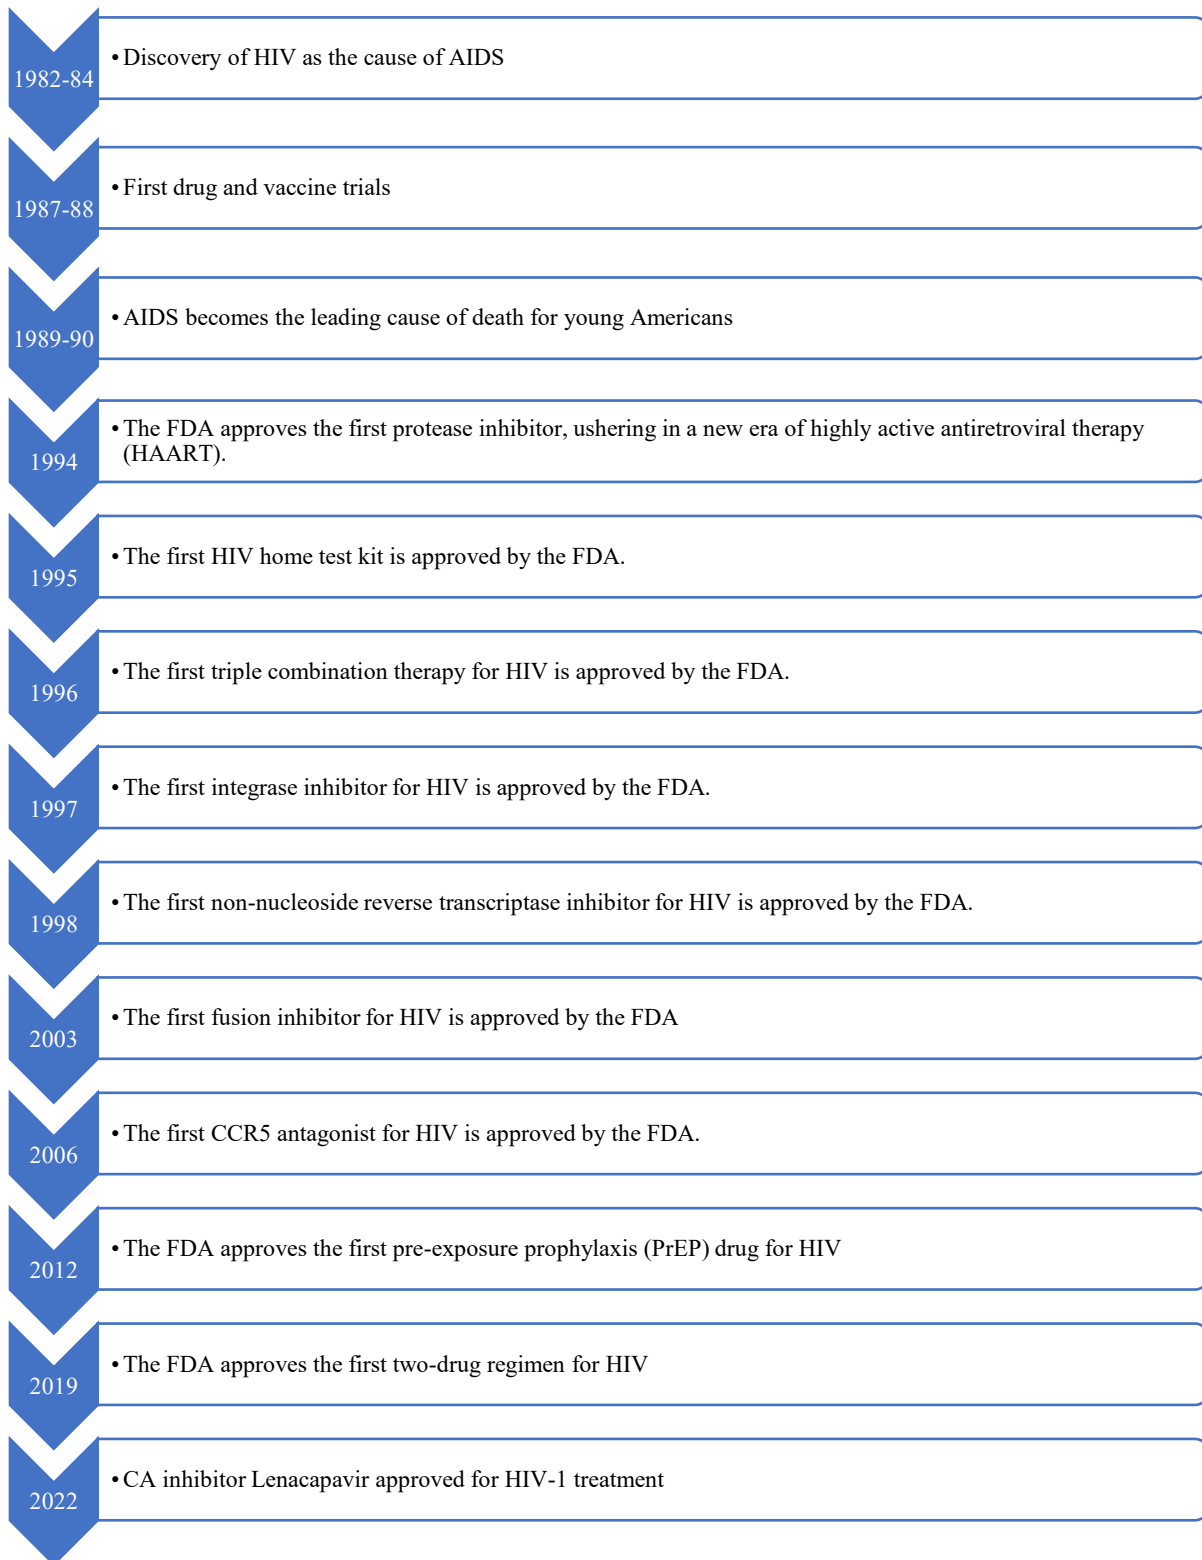 1982-84
•Discovery of HIV as the cause of AIDS
1987-88
•First drug and vaccine trials
1989-90
•AIDS becomes the leading cause of death for young Americans
1994
•The FDA approves the first protease inhibitor, ushering in a new era of highly active antiretroviral therapy
(HAART).
1995
•The first HIV home test kit is approved by the FDA.
1996
•The first triple combination therapy for HIV is approved by the FDA.
1997
•The first integrase inhibitor for HIV is approved by the FDA.
1998
•The first non-nucleoside reverse transcriptase inhibitor for HIV is approved by the FDA.
2003
•The first fusion inhibitor for HIV is approved by the FDA
2006
•The first CCR5 antagonist for HIV is approved by the FDA.
2012
•The FDA approves the first pre-exposure prophylaxis (PrEP) drug for HIV
2019
•The FDA approves the first two-drug regimen for HIV
2022
•CA inhibitor Lenacapavir approved for HIV-1 treatment